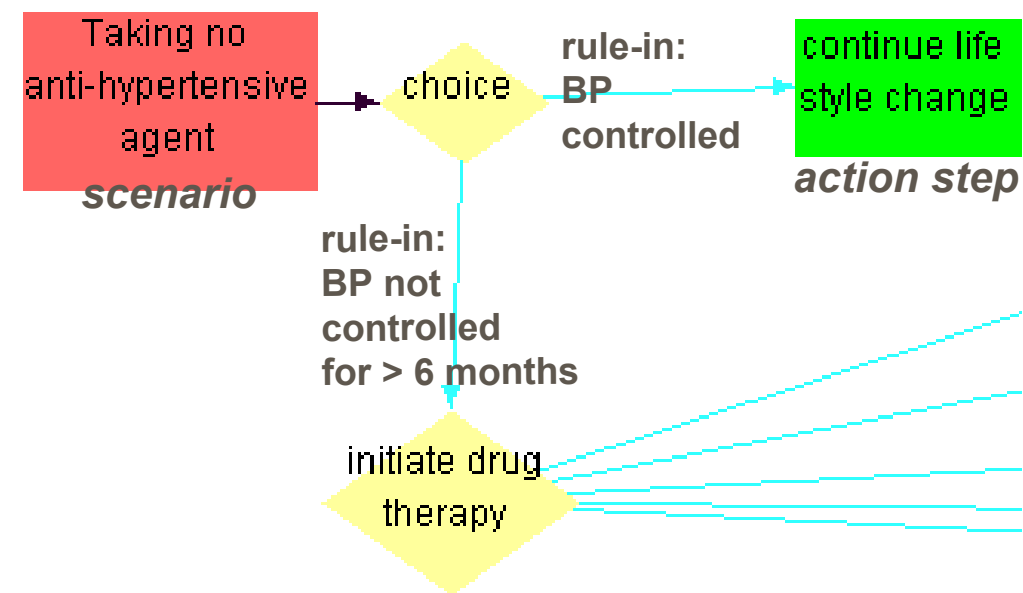 Taking no
anti-hypertensive
agent
scenario
choice
rule-in:
BP
controlled
continue life
style change
action step
rule-in:
BP not
controlled
for > 6 months
initiate drug
therapy